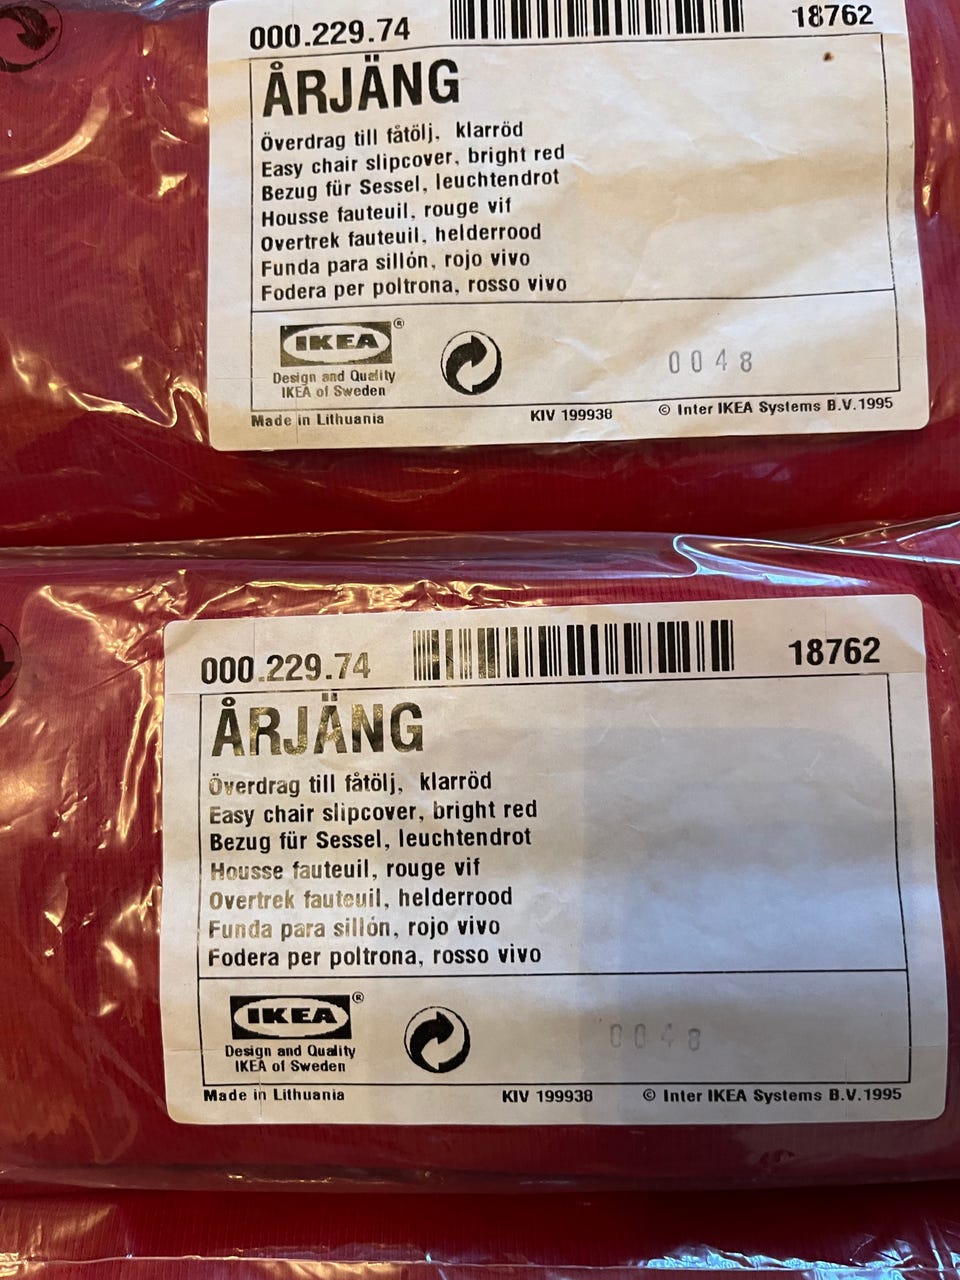 000.229.74
18762
ÅRJÄNG
Överdrag till fåtölj, klarröd
Easy chair slipcover, bright red
Bezug für Sessel, leuchtendrot
Housse fauteuil, rouge vif
Overtrek fauteuil, helderrood
Funda para sillón, rojo vivo
Fodera per poltrona, rosso vivo
IKEA®
Design and Quality
IKEA of Sweden
0048
Made in Lithuania
KIV 199938
© Inter IKEA Systems B.V.1995
000.229.74
18762
ÅRJÄNG
Överdrag till fåtölj, klarröd
Easy chair slipcover, bright red
Bezug für Sessel, leuchtendrot
Housse fauteuil, rouge vif
Overtrek fauteuil, helderrood
Funda para sillón, rojo vivo
Fodera per poltrona, rosso vivo
IKEA®
Design and Quality
IKEA of Sweden
0048
Made in Lithuania
KIV 199938
© Inter IKEA Systems B.V.1995